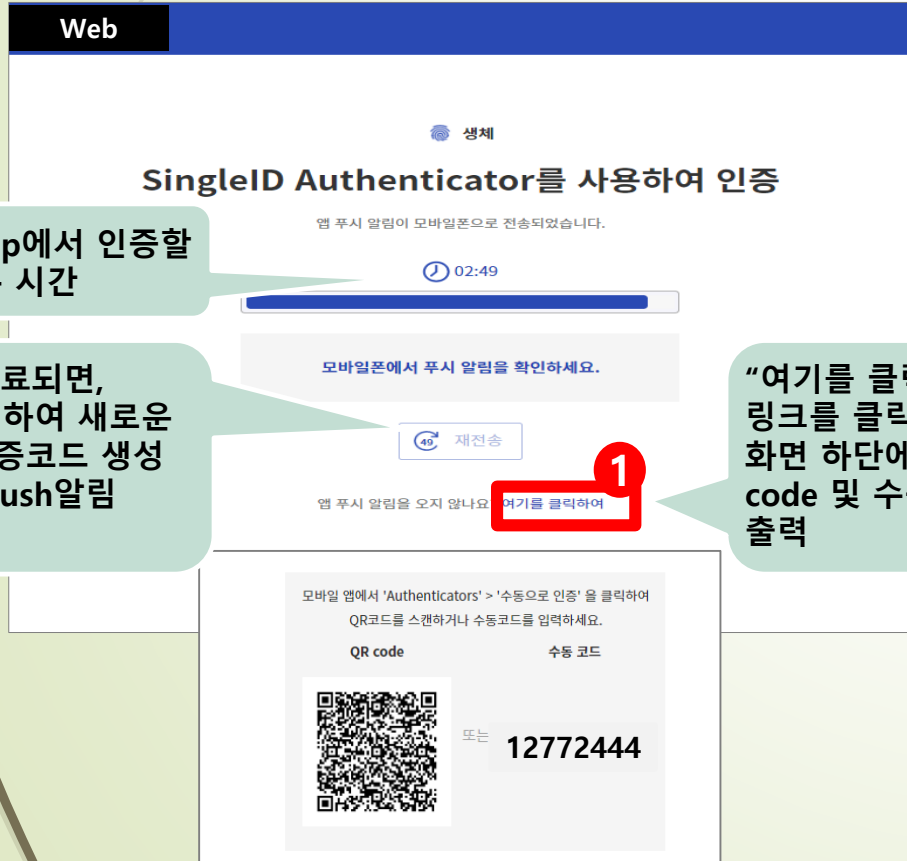 Web
생체
SingleID Authenticator를 사용하여 인증
앱 푸시 알림이 모바일폰으로 전송되었습니다.
p에서 인증할
시간
02:49
모바일폰에서 푸시 알림을 확인하세요.
료되면,
하여 새로운
증코드 생성
ush알림
49 재전송
1
앱 푸시 알림을 오지 않나요 여기를 클릭하여
“여기를 클릭
링크를 클릭
화면 하단에
code 및 수
출력
모바일 앱에서 'Authenticators' > '수동으로 인증' 을 클릭하여
QR코드를 스캔하거나 수동코드를 입력하세요.
QR code 수동 코드
또는 12772444